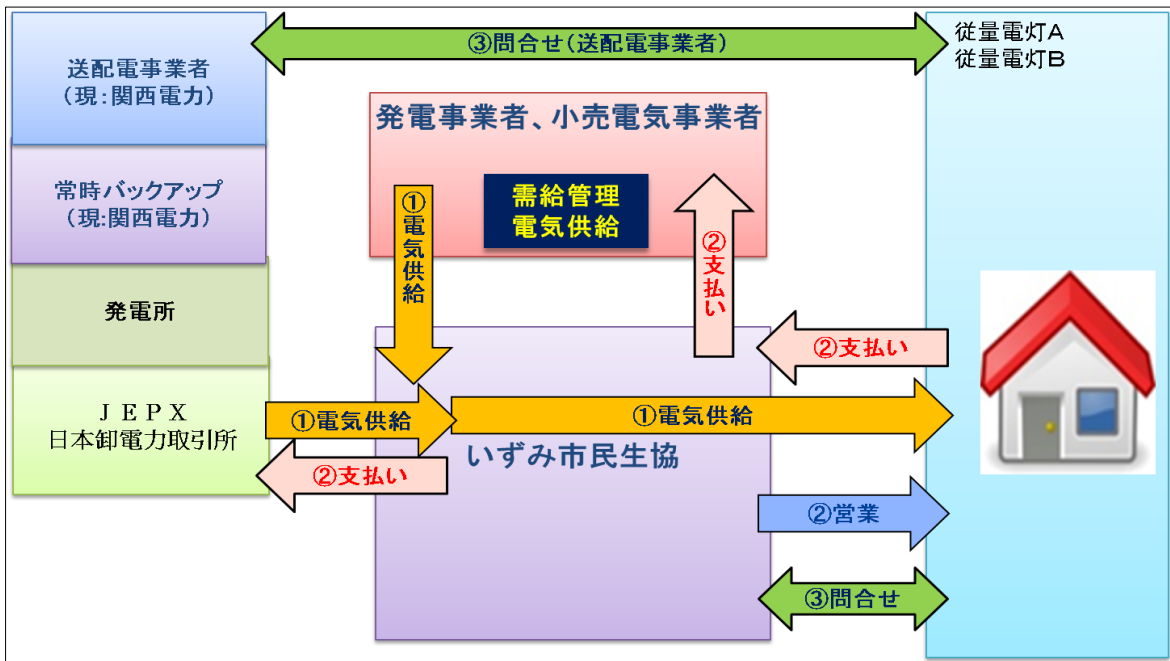 ③問合せ(送配電事業者)
送配電事業者
(現:関西電力)
常時バックアップ
(現:関西電力)
発電所
JEPX
日本卸電力取引所
発電事業者、小売電気事業者
需給管理
電気供給
①電気供給
②支払い
①電気供給
②支払い
①電気供給
いずみ市民生協
②支払い
②営業
③問合せ
従量電灯A
従量電灯B